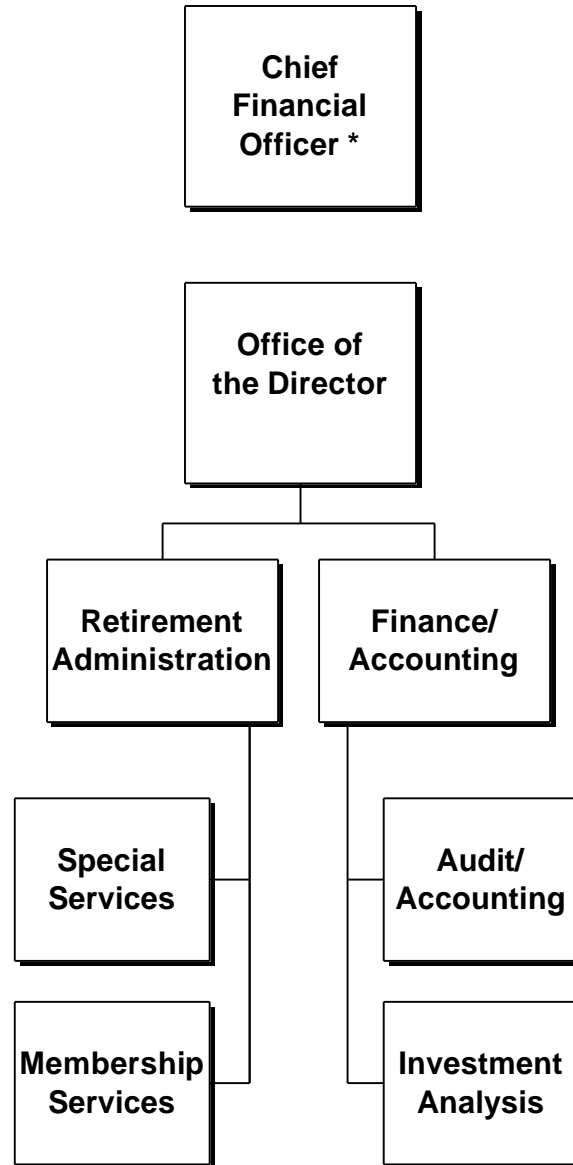 Chief
Financial
Officer *
Office of
the Director
Retirement
Administration
Finance/
Accounting
Special
Services
Audit/
Accounting
Membership
Services
Investment
Analysis